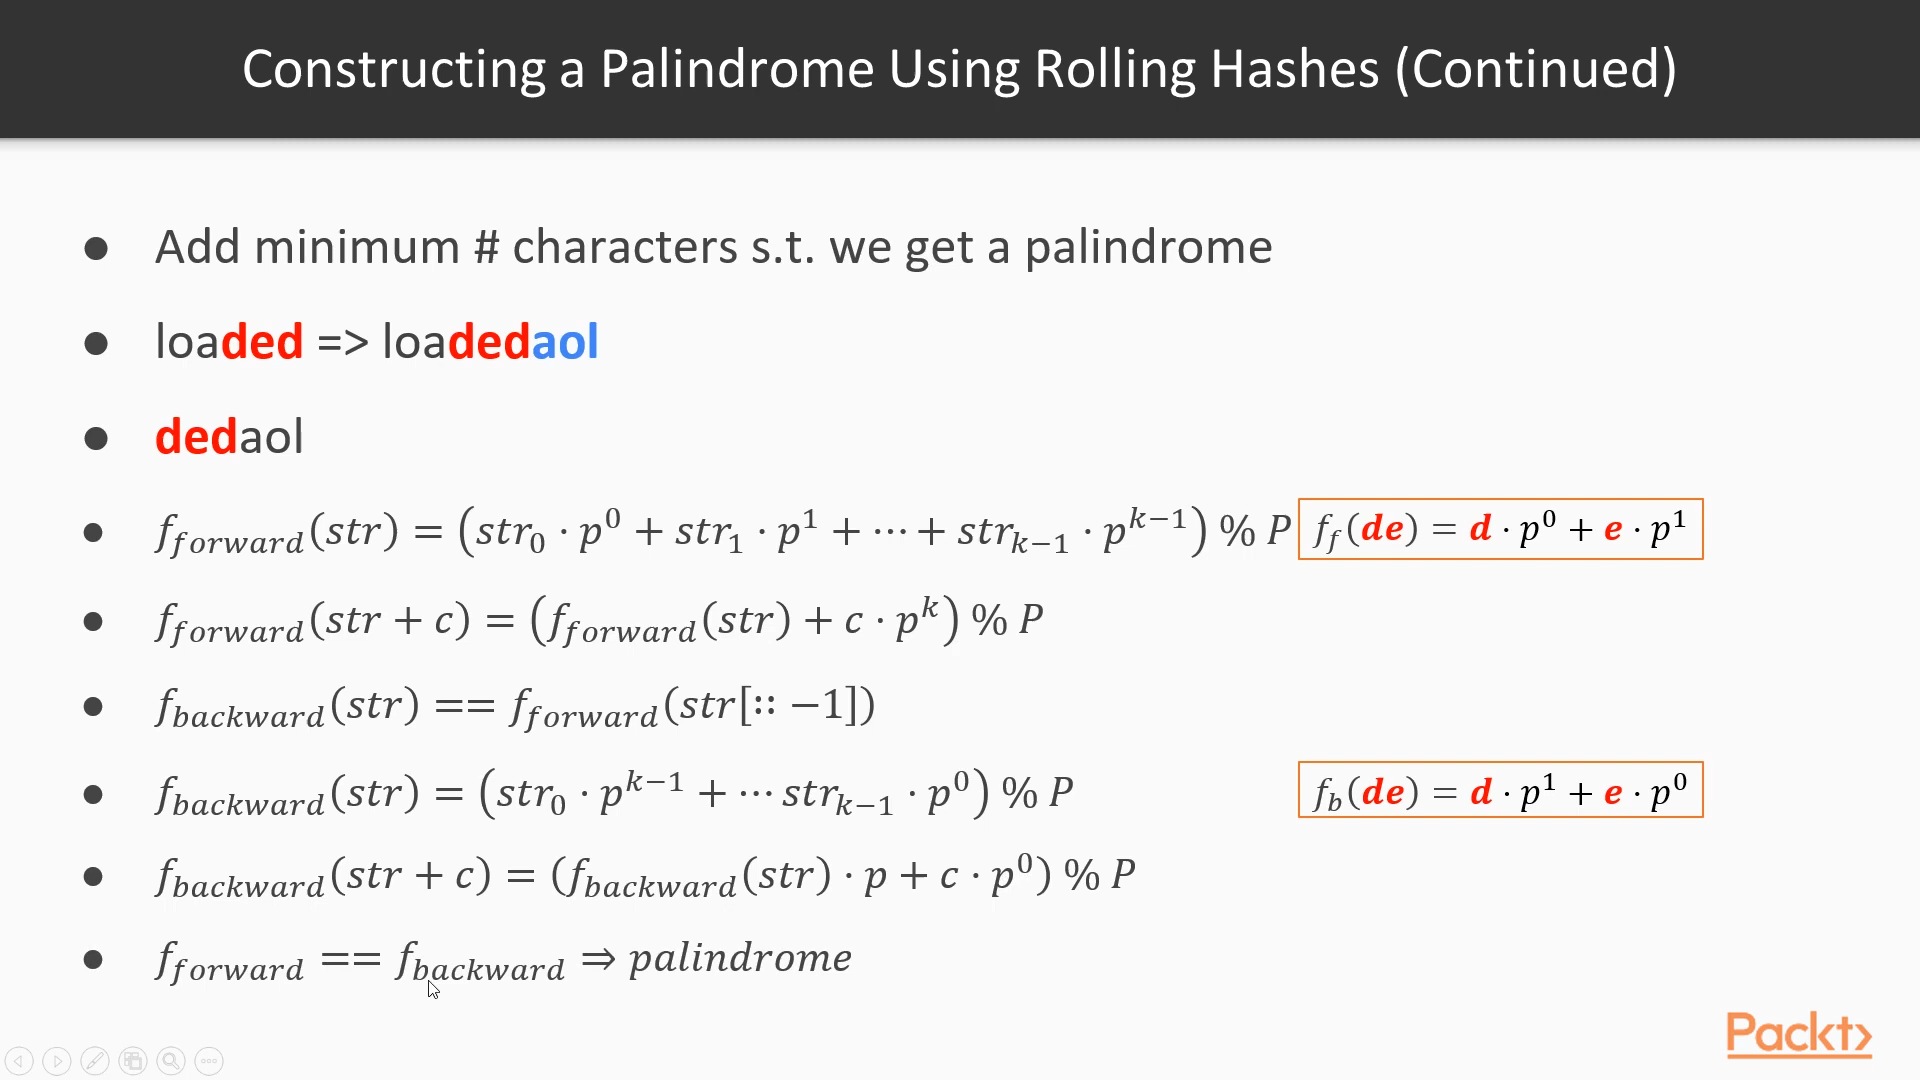 Constructing a Palindrome Using Rolling Hashes (Continued)
● Add minimum # characters s.t. we get a palindrome
● loaded => loadedaol
● dedaol
● f_forward(str) = (str_0 · p^0 + str_1 · p^1 + ⋯ + str_{k−1} · p^{k−1}) % P f_f(de) = d · p^0 + e · p^1
● f_forward(str + c) = (f_forward(str) + c · p^k) % P
● f_backward(str) == f_forward(str[∷ −1])
● f_backward(str) = (str_0 · p^{k−1} + ⋯ str_{k−1} · p^0) % P f_b(de) = d · p^1 + e · p^0
● f_backward(str + c) = (f_backward(str) · p + c · p^0) % P
● f_forward == f_backward ⇒ palindrome
Packt>